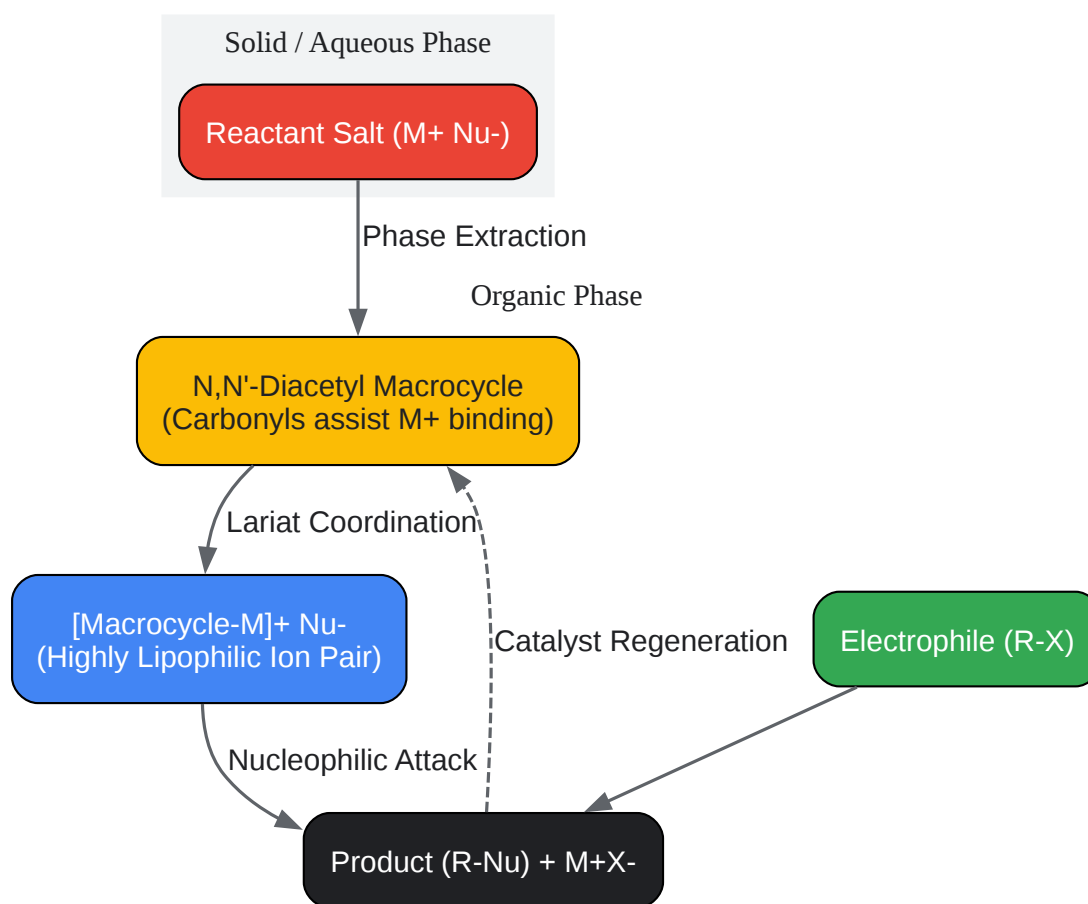 Solid / Aqueous Phase
Reactant Salt (M+ Nu-)
Phase Extraction
Organic Phase
N,N'-Diacetyl Macrocycle
(Carbonyls assist M+ binding)
Lariat Coordination
[Macrocycle-M]+ Nu-
(Highly Lipophilic Ion Pair)
Catalyst Regeneration
Electrophile (R-X)
Nucleophilic Attack
Product (R-Nu) + M+X-